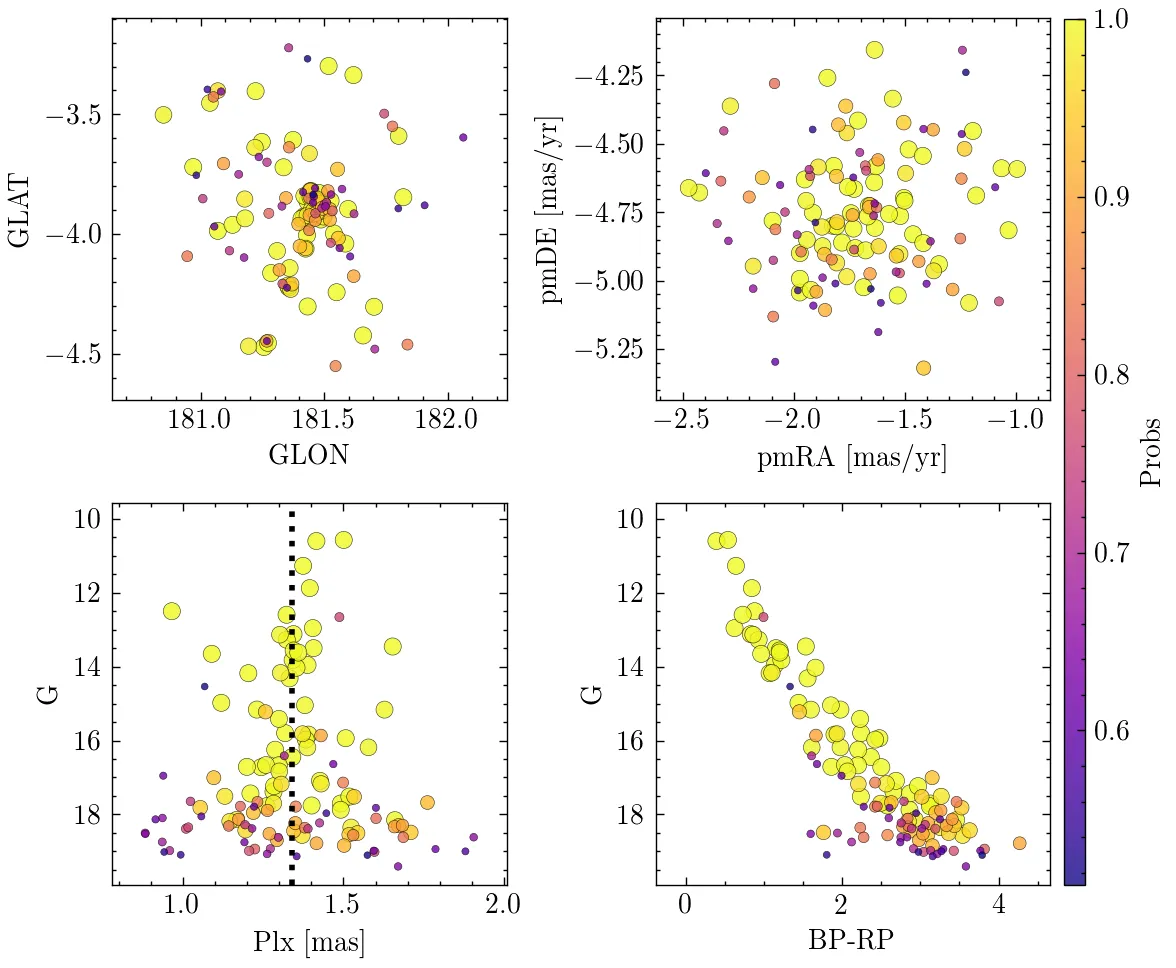 −3.5
−4.0
−4.5
GLAT
181.0 181.5 182.0
GLON
−4.25
−4.50
−4.75
−5.00
−5.25
pmDE [mas/yr]
−2.5 −2.0 −1.5 −1.0
pmRA [mas/yr]
10
12
14
16
18
G
1.0 1.5 2.0
Plx [mas]
10
12
14
16
18
G
0 2 4
BP-RP
1.0
0.9
0.8
0.7
0.6
Probs